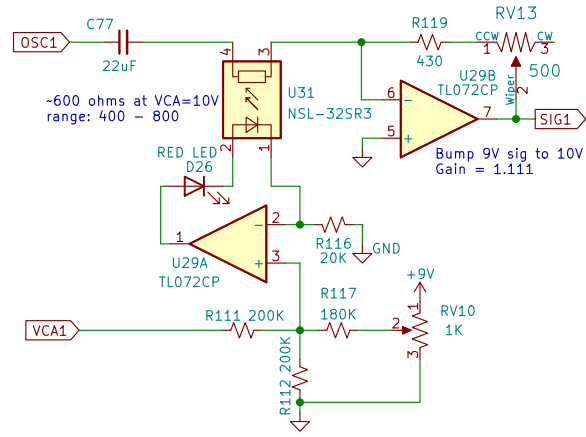 OSC1
C77
22uF
4
3
U31
NSL-32SR3
~600 ohms at VCA=10V
range: 400 - 800
2
1
RED LED
D26
R119
430
RV13
CCW
CW
1
3
500
Wiper
2
U29B
TL072CP
6
-
5
+
7
SIG1
Bump 9V sig to 10V
Gain = 1.111
1
2
-
3
+
U29A
TL072CP
R116
20K
GND
VCA1
R111 200K
R117
180K
R112 200K
+9V
1
2
3
RV10
1K